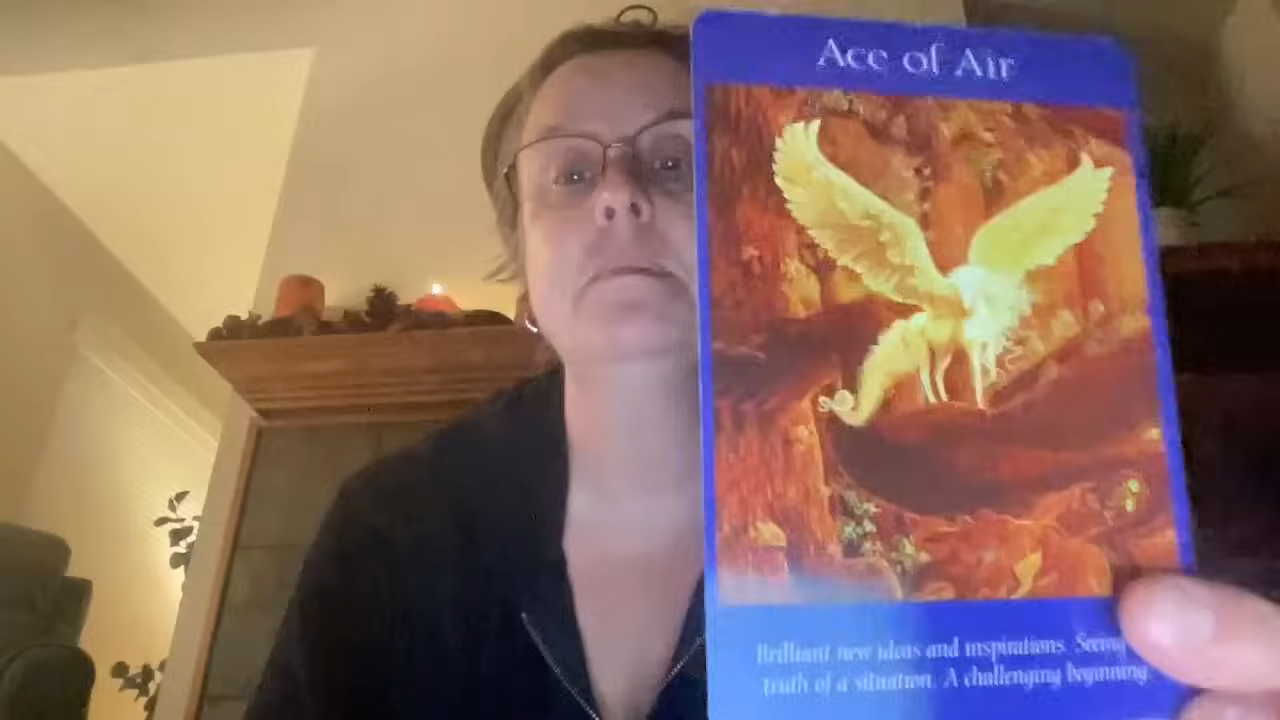 Ace of Air
Brilliant new ideas and inspirations. Seeing
truth of a situation. A challenging beginning.